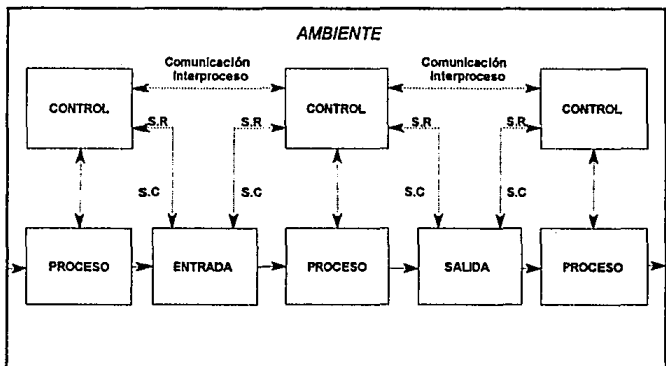 AMBIENTE
Comunicación
Interproceso
Comunicación
Interproceso
CONTROL
CONTROL
CONTROL
S.R
S.R
S.R
S.R
S.C
S.C
S.C
S.C
PROCESO
ENTRADA
PROCESO
SALIDA
PROCESO